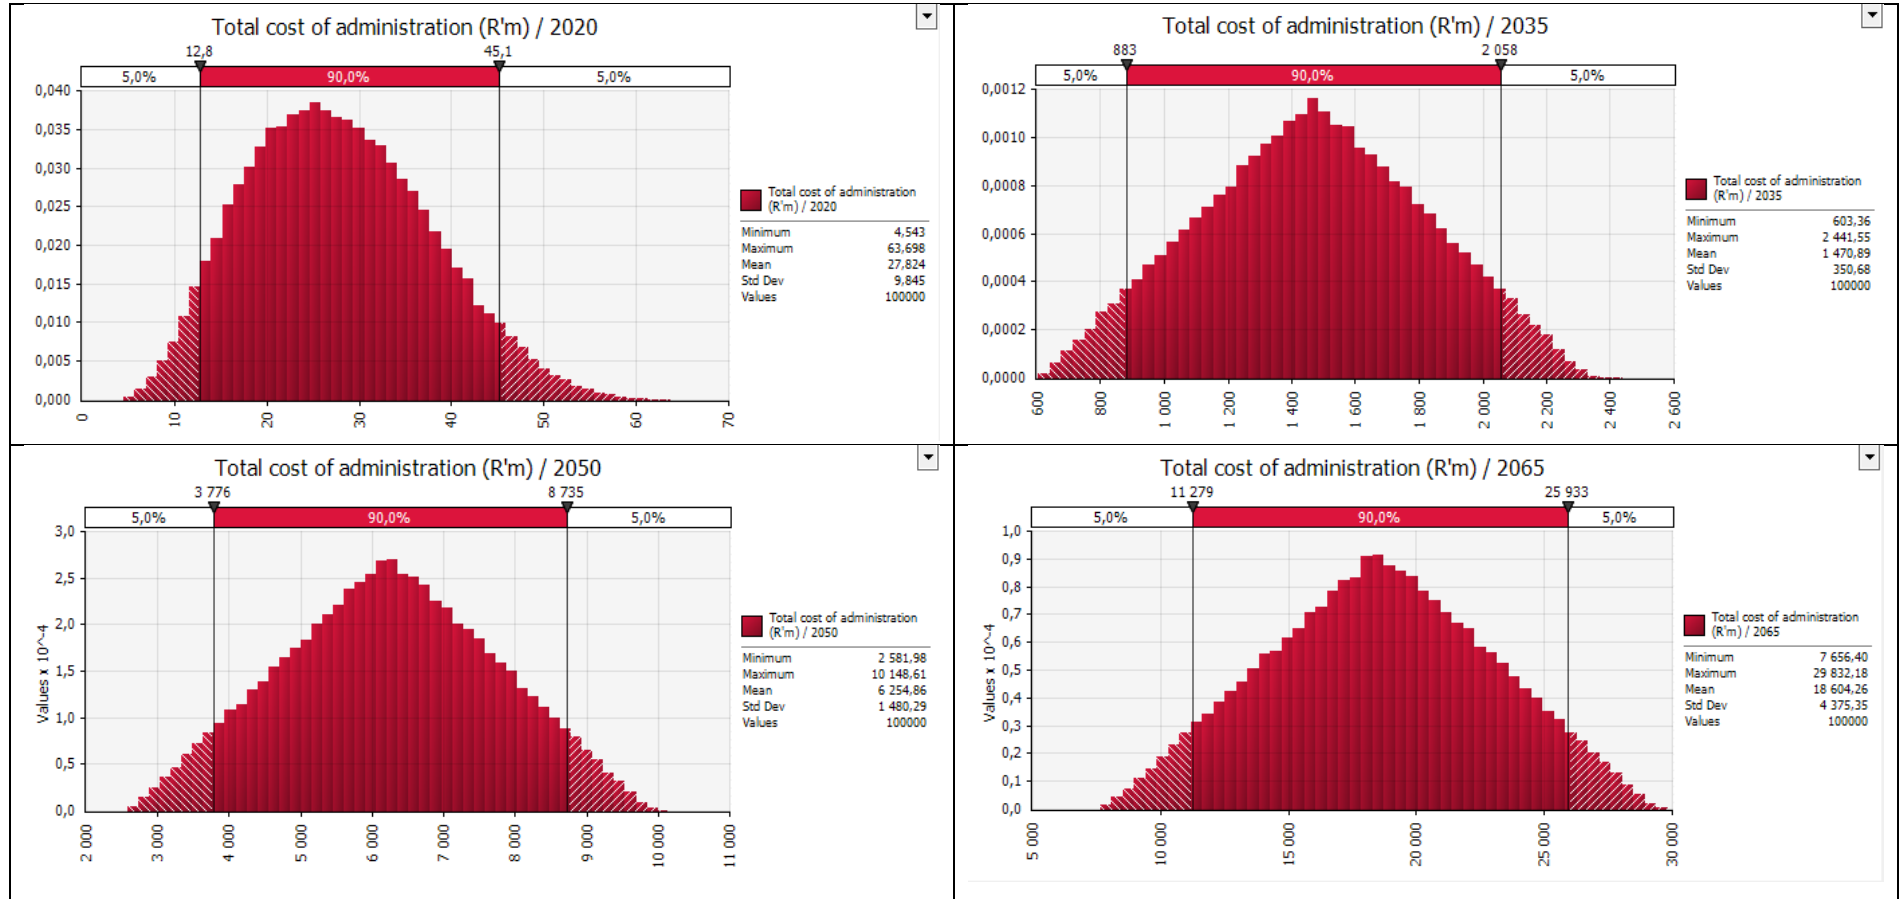 Total cost of administration (R'm) / 2020
12,8 45,1
5,0% 90,0% 5,0%
0,040
0,035
0,030
0,025
0,020
0,015
0,010
0,005
0,000
0 10 20 30 40 50 60 70
Total cost of administration
(R'm) / 2020
Minimum 4,543
Maximum 63,698
Mean 27,824
Std Dev 9,845
Values 100000
Total cost of administration (R'm) / 2035
883 2 058
5,0% 90,0% 5,0%
0,0012
0,0010
0,0008
0,0006
0,0004
0,0002
0,0000
600 800 1 000 1 200 1 400 1 600 1 800 2 000 2 200 2 400 2 600
Total cost of administration
(R'm) / 2035
Minimum 603,36
Maximum 2 441,55
Mean 1 470,89
Std Dev 350,68
Values 100000
Total cost of administration (R'm) / 2050
3 776 8 735
5,0% 90,0% 5,0%
Values x 10^-4
3,0
2,5
2,0
1,5
1,0
0,5
0,0
2 000 3 000 4 000 5 000 6 000 7 000 8 000 9 000 10 000 11 000
Total cost of administration
(R'm) / 2050
Minimum 2 581,98
Maximum 10 148,61
Mean 6 254,86
Std Dev 1 480,29
Values 100000
Total cost of administration (R'm) / 2065
11 279 25 933
5,0% 90,0% 5,0%
Values x 10^-4
1,0
0,9
0,8
0,7
0,6
0,5
0,4
0,3
0,2
0,1
0,0
5 000 10 000 15 000 20 000 25 000 30 000
Total cost of administration
(R'm) / 2065
Minimum 7 656,40
Maximum 29 832,18
Mean 18 604,26
Std Dev 4 375,35
Values 100000